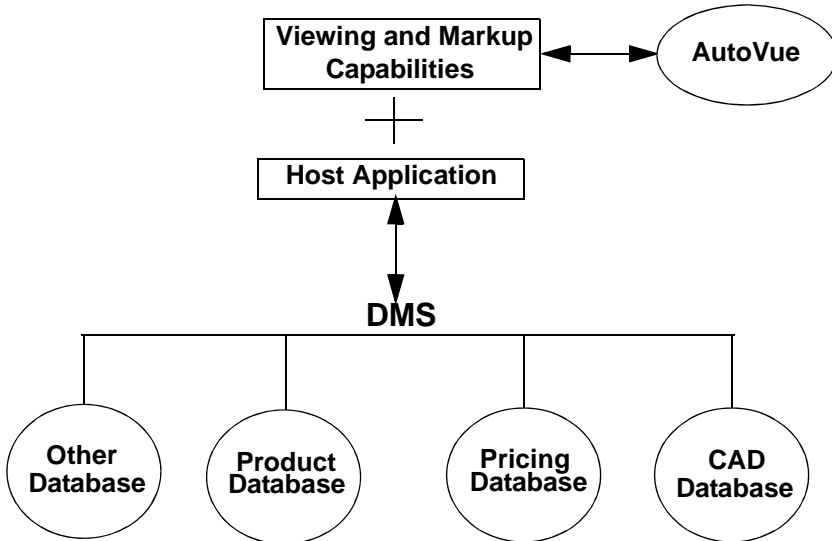 Viewing and Markup
Capabilities
AutoVue
Host Application
DMS
Other
Database
Product
Database
Pricing
Database
CAD
Database